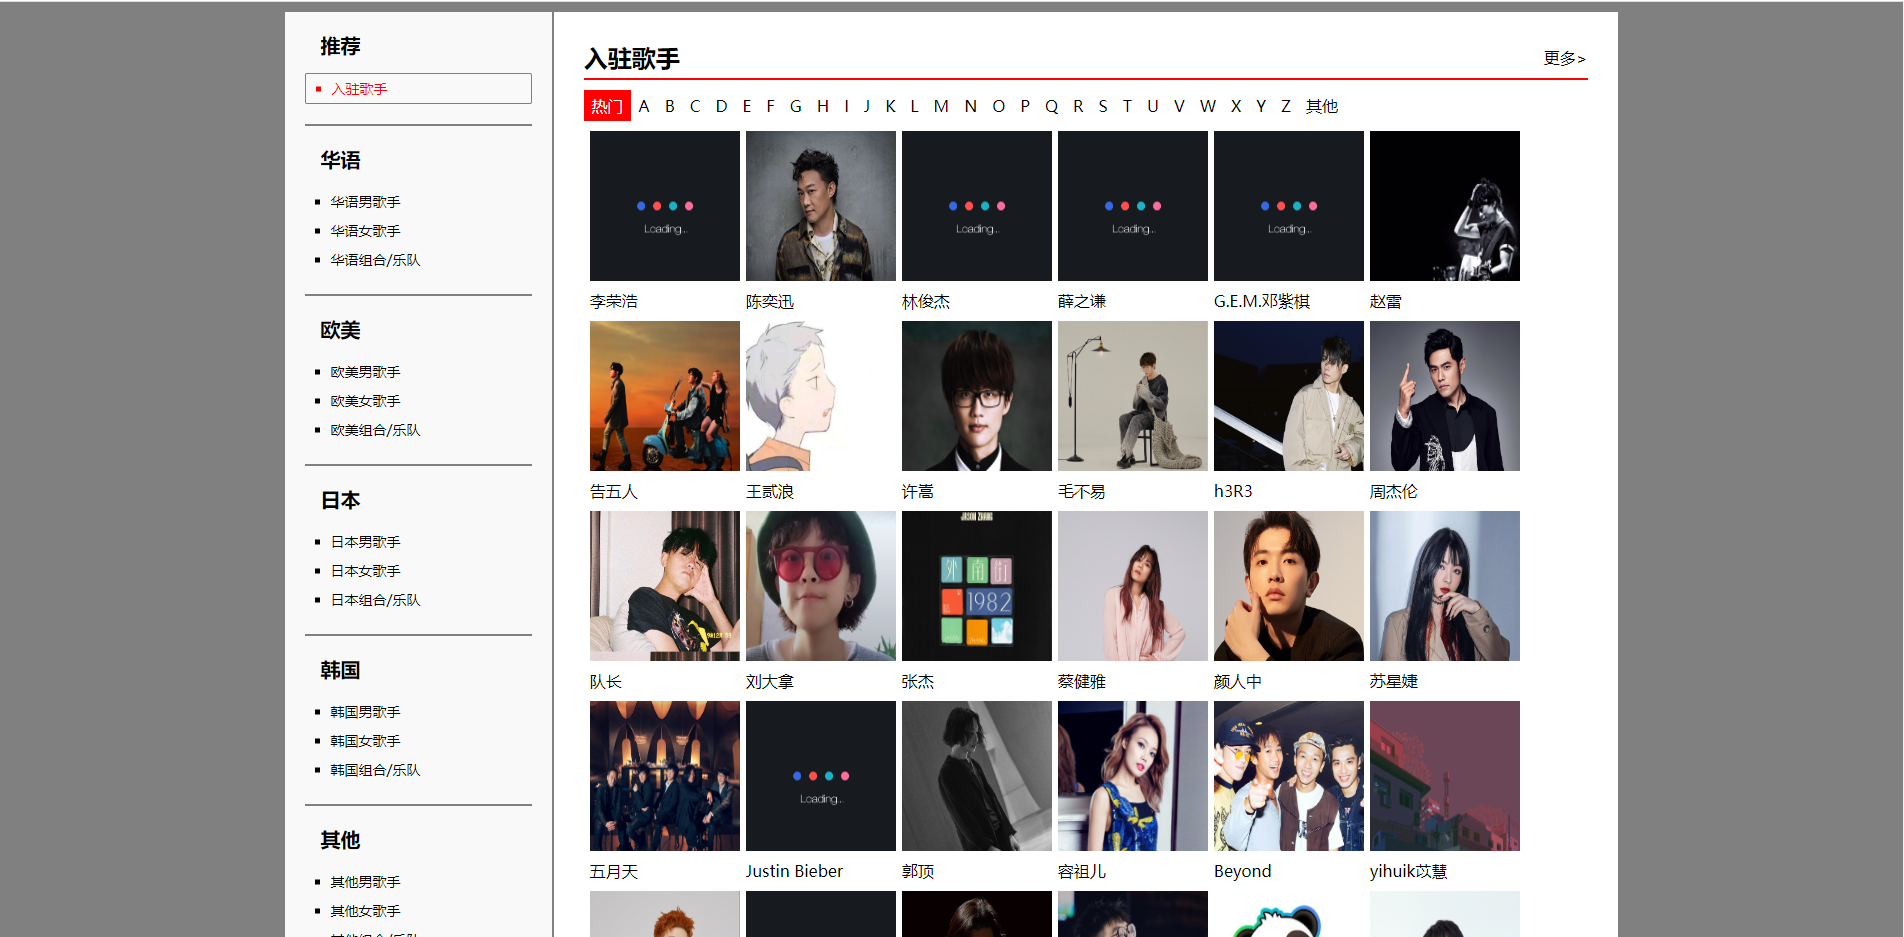 推荐
入驻歌手
华语
华语男歌手
华语女歌手
华语组合/乐队
欧美
欧美男歌手
欧美女歌手
欧美组合/乐队
日本
日本男歌手
日本女歌手
日本组合/乐队
韩国
韩国男歌手
韩国女歌手
韩国组合/乐队
其他
其他男歌手
其他女歌手
入驻歌手
更多>
热门 A B C D E F G H I J K L M N O P Q R S T U V W X Y Z 其他
Loading...
Loading...
Loading...
Loading...
李荣浩 陈奕迅 林俊杰 薛之谦 G.E.M.邓紫棋 赵雷
告五人 王贰浪 许嵩 毛不易 h3R3 周杰伦
JASON ZHANG
外 南 街
1982
队长 刘大拿 张杰 蔡健雅 颜人中 苏星婕
Loading...
五月天 Justin Bieber 郭顶 容祖儿 Beyond yihuik苡慧